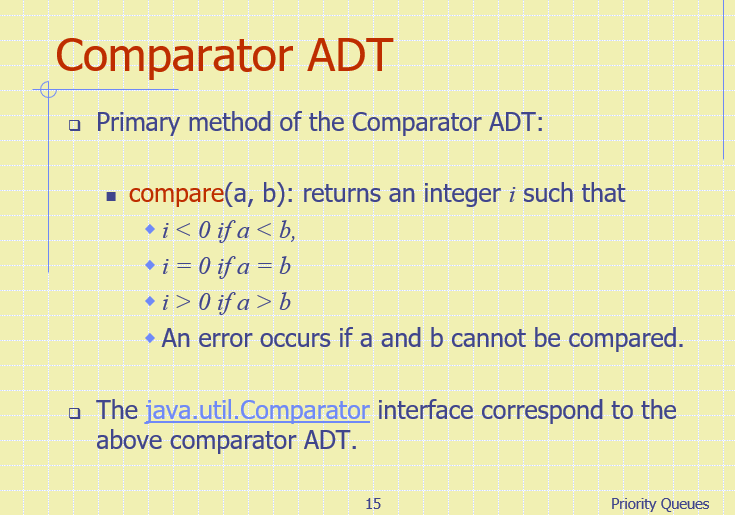 Comparator ADT
Primary method of the Comparator ADT:
compare(a, b): returns an integer i such that
i < 0 if a < b,
i = 0 if a = b
i > 0 if a > b
An error occurs if a and b cannot be compared.
The java.util.Comparator interface correspond to the
above comparator ADT.
15
Priority Queues